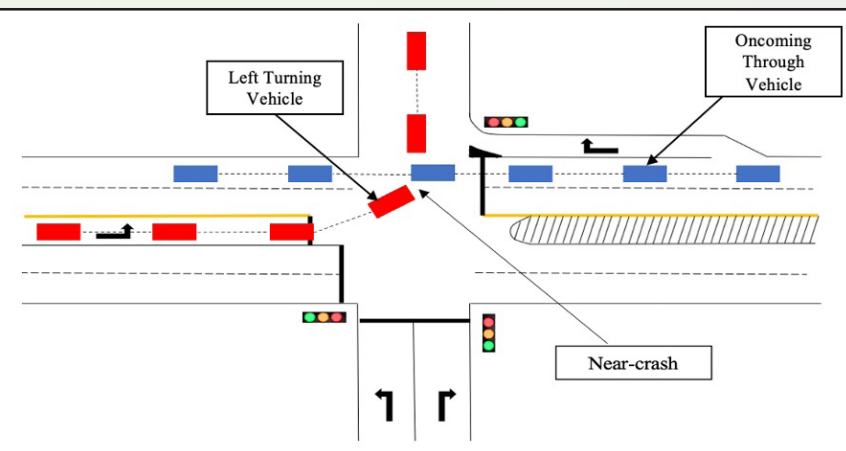 Oncoming
Through
Vehicle
Left Turning
Vehicle
Near-crash